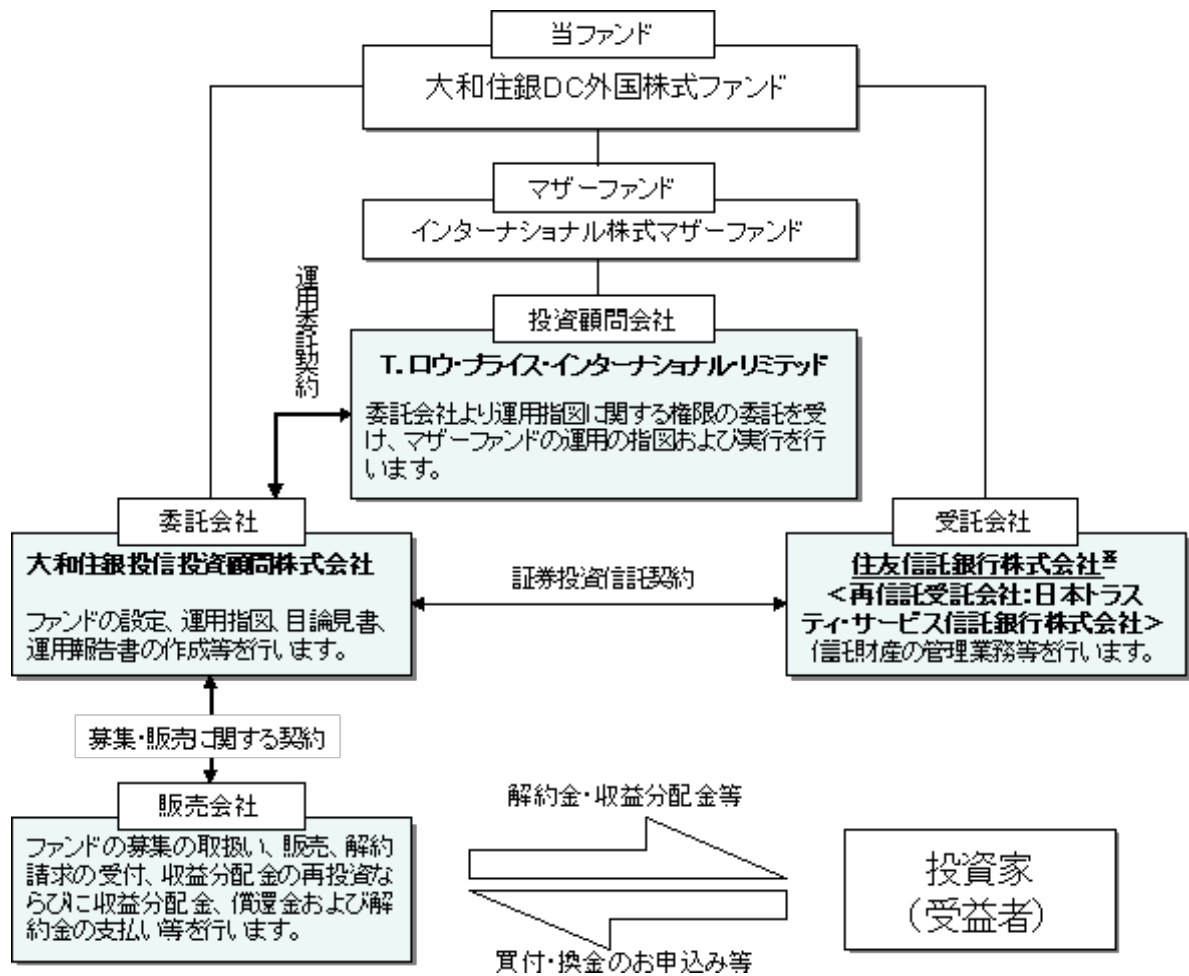 当ファンド
大和住銀DC外国株式ファンド
マザーファンド
インターナショナル株式マザーファンド
運用委託契約
投資顧問会社
T.ロウ・プライス・インターナショナル・リミテッド
委託会社より運用指図に関する権限の委託を受
け、マザーファンドの運用の指図および実行を行
います。
委託会社
大和住銀投信投資顧問株式会社
ファンドの設定、運用指図、目論見書、
運用報告書の作成等を行います。
証券投資信託契約
受託会社
住友信託銀行株式会社※
<再信託受託会社:日本トラス
ティ・サービス信託銀行株式会社>
信託財産の管理業務等を行います。
募集・販売に関する契約
販売会社
ファンドの募集の取扱い、販売、解約
請求の受付、収益分配金の再投資な
らびに収益分配金、償還金および解
約金の支払い等を行います。
解約金・収益分配金等
買付・換金のお申込み等
投資家
(受益者)